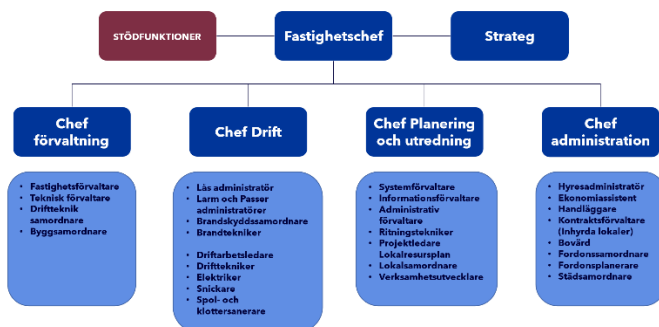 STÖDFUNKTIONER
Fastighetschef
Strateg
Chef
förvaltning
Chef Drift
Chef Planering
och utredning
Chef
administration
• Fastighetsförvaltare
• Teknisk förvaltare
• Driftteknik
samordnare
• Byggsamordnare
• Lås administratör
• Larm och Passer
administratörer
• Brandskyddssamordnare
• Brandtekniker
• Driftarbetsledare
• Drifttekniker
• Elektriker
• Snickare
• Spol- och
klottersanerare
• Systemförvaltare
• Informationsförvaltare
• Administrativ
förvaltare
• Ritningstekniker
• Projektledare
Lokalresursplan
• Lokalsamordnare
• Verksamhetsutvecklare
• Hyresadministratör
• Ekonomiassistent
• Handläggare
• Kontraktsförvaltare
(Inhyrda lokaler)
• Bovärd
• Fordonssamordnare
• Fordonsplanerare
• Städsamordnare